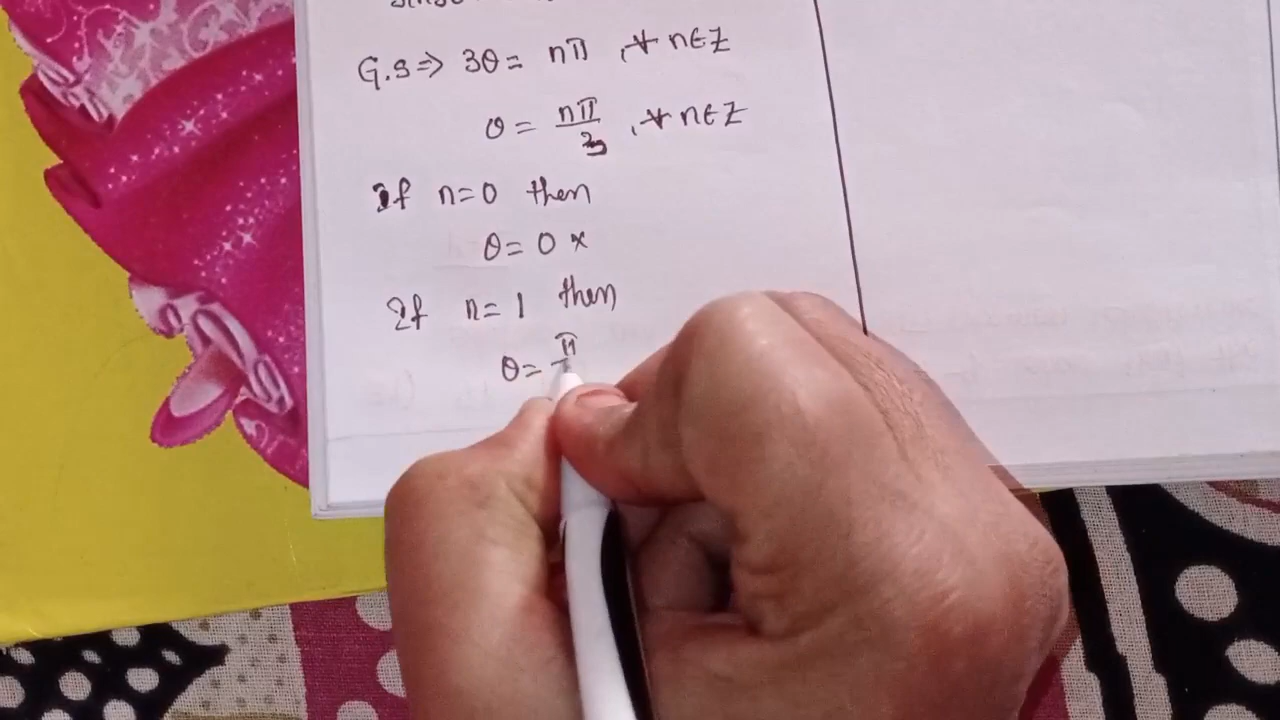 G.S ⇒ 3θ = nπ , ∀ n ∈ Z
θ = nπ/3 , ∀ n ∈ Z
If n = 0 then
θ = 0 ×
If n = 1 then
θ = π